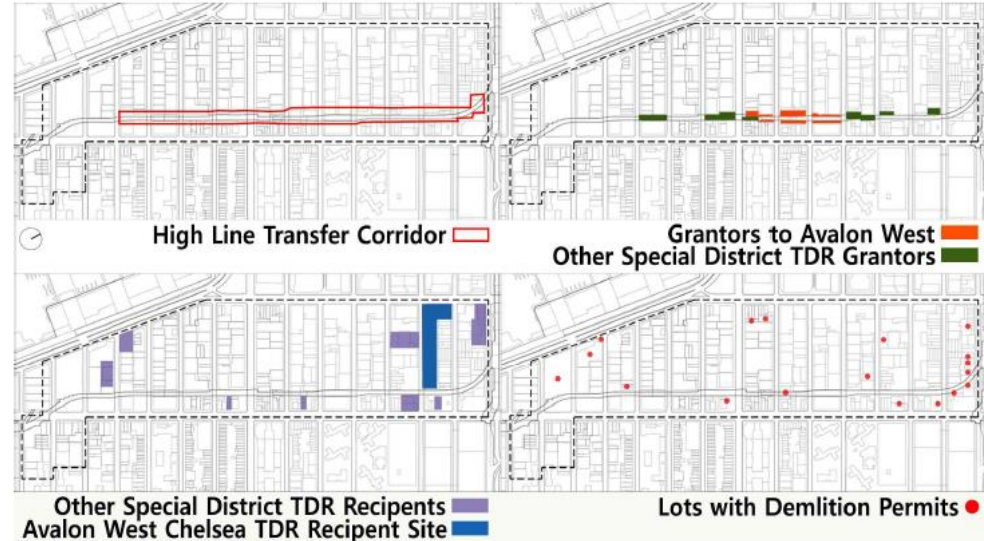 High Line Transfer Corridor
Grantors to Avalon West
Other Special District TDR Grantors
Other Special District TDR Recipents
Avalon West Chelsea TDR Recipent Site
Lots with Demlition Permits